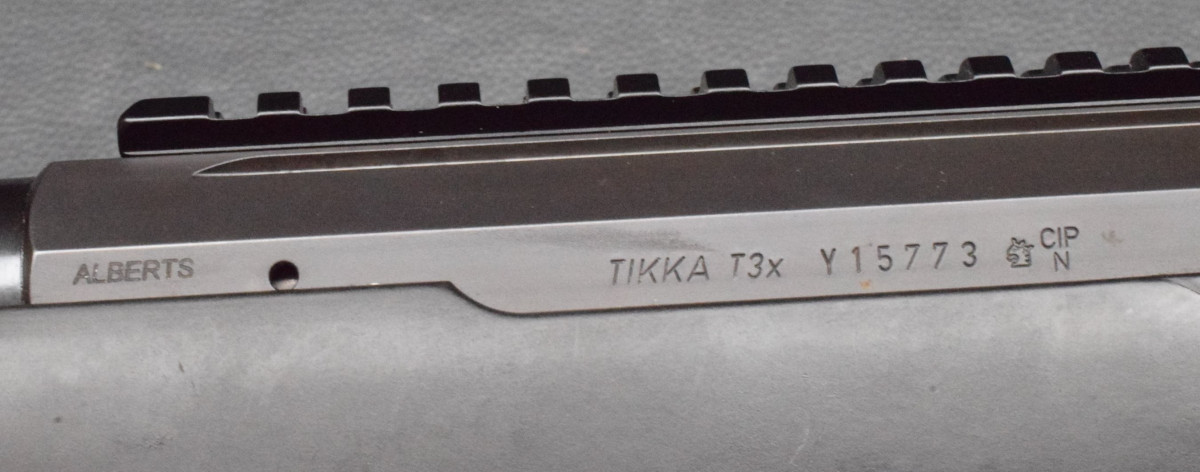 ALBERTS
TIKKA T3x Y15773 CIP
N